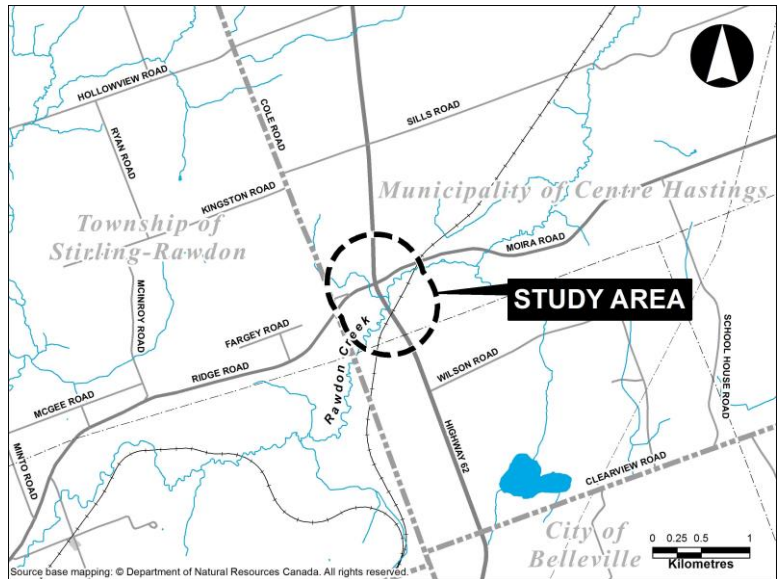 HOLLOWVIEW ROAD
RYAN ROAD
COLE ROAD
SILLS ROAD
KINGSTON ROAD
Municipality of Centre Hastings
Township of
Stirling-Rawdon
MOIRA ROAD
MCINROY ROAD
STUDY AREA
FARGEY ROAD
Rawdon Creek
RIDGE ROAD
WILSON ROAD
SCHOOL HOUSE ROAD
MCGEE ROAD
HIGHWAY 62
MINTO ROAD
CLEARVIEW ROAD
City of
Belleville
0 0.25 0.5 1
Kilometres
Source base mapping: © Department of Natural Resources Canada. All rights reserved.